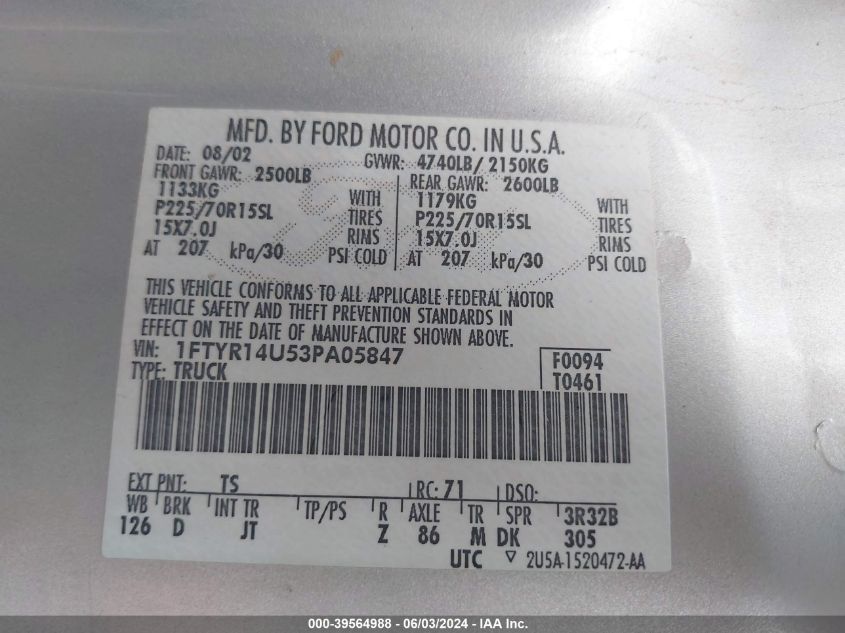 MFD. BY FORD MOTOR CO. IN U.S.A.
DATE: 08/02 GVWR: 4740LB/ 2150KG
FRONT GAWR: 2500LB REAR GAWR: 2600LB
1133KG WITH 1179KG WITH
P225/70R15SL TIRES P225/70R15SL TIRES
15X7.0J RIMS 15X7.0J RIMS
AT 207 kPa/30 PSI COLD AT 207 kPa/30 PSI COLD
THIS VEHICLE CONFORMS TO ALL APPLICABLE FEDERAL MOTOR
VEHICLE SAFETY AND THEFT PREVENTION STANDARDS IN
EFFECT ON THE DATE OF MANUFACTURE SHOWN ABOVE.
VIN: 1FTYR14U53PA05847 F0094
TYPE: TRUCK T0461
EXT PNT: TS RC: 71 DSO:
WB BRK INT TR TP/PS R AXLE TR SPR 3R32B
126 D JT Z 86 M DK 305
UTC ▽ 2U5A-1520472-AA
000-39564988 - 06/03/2024 - IAA Inc.